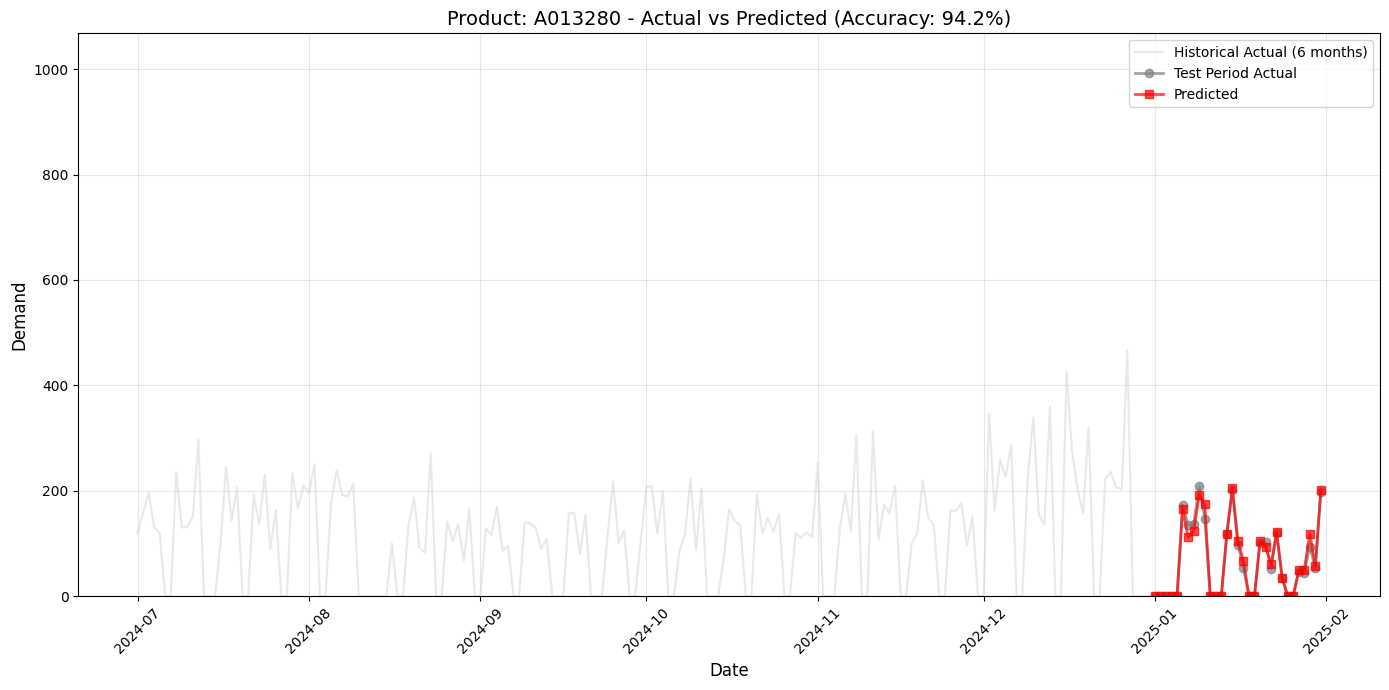 Product: A013280 - Actual vs Predicted (Accuracy: 94.2%)
Historical Actual (6 months)
Test Period Actual
Predicted
Demand
1000
800
600
400
200
0
2024-07
2024-08
2024-09
2024-10
2024-11
2024-12
2025-01
2025-02
Date